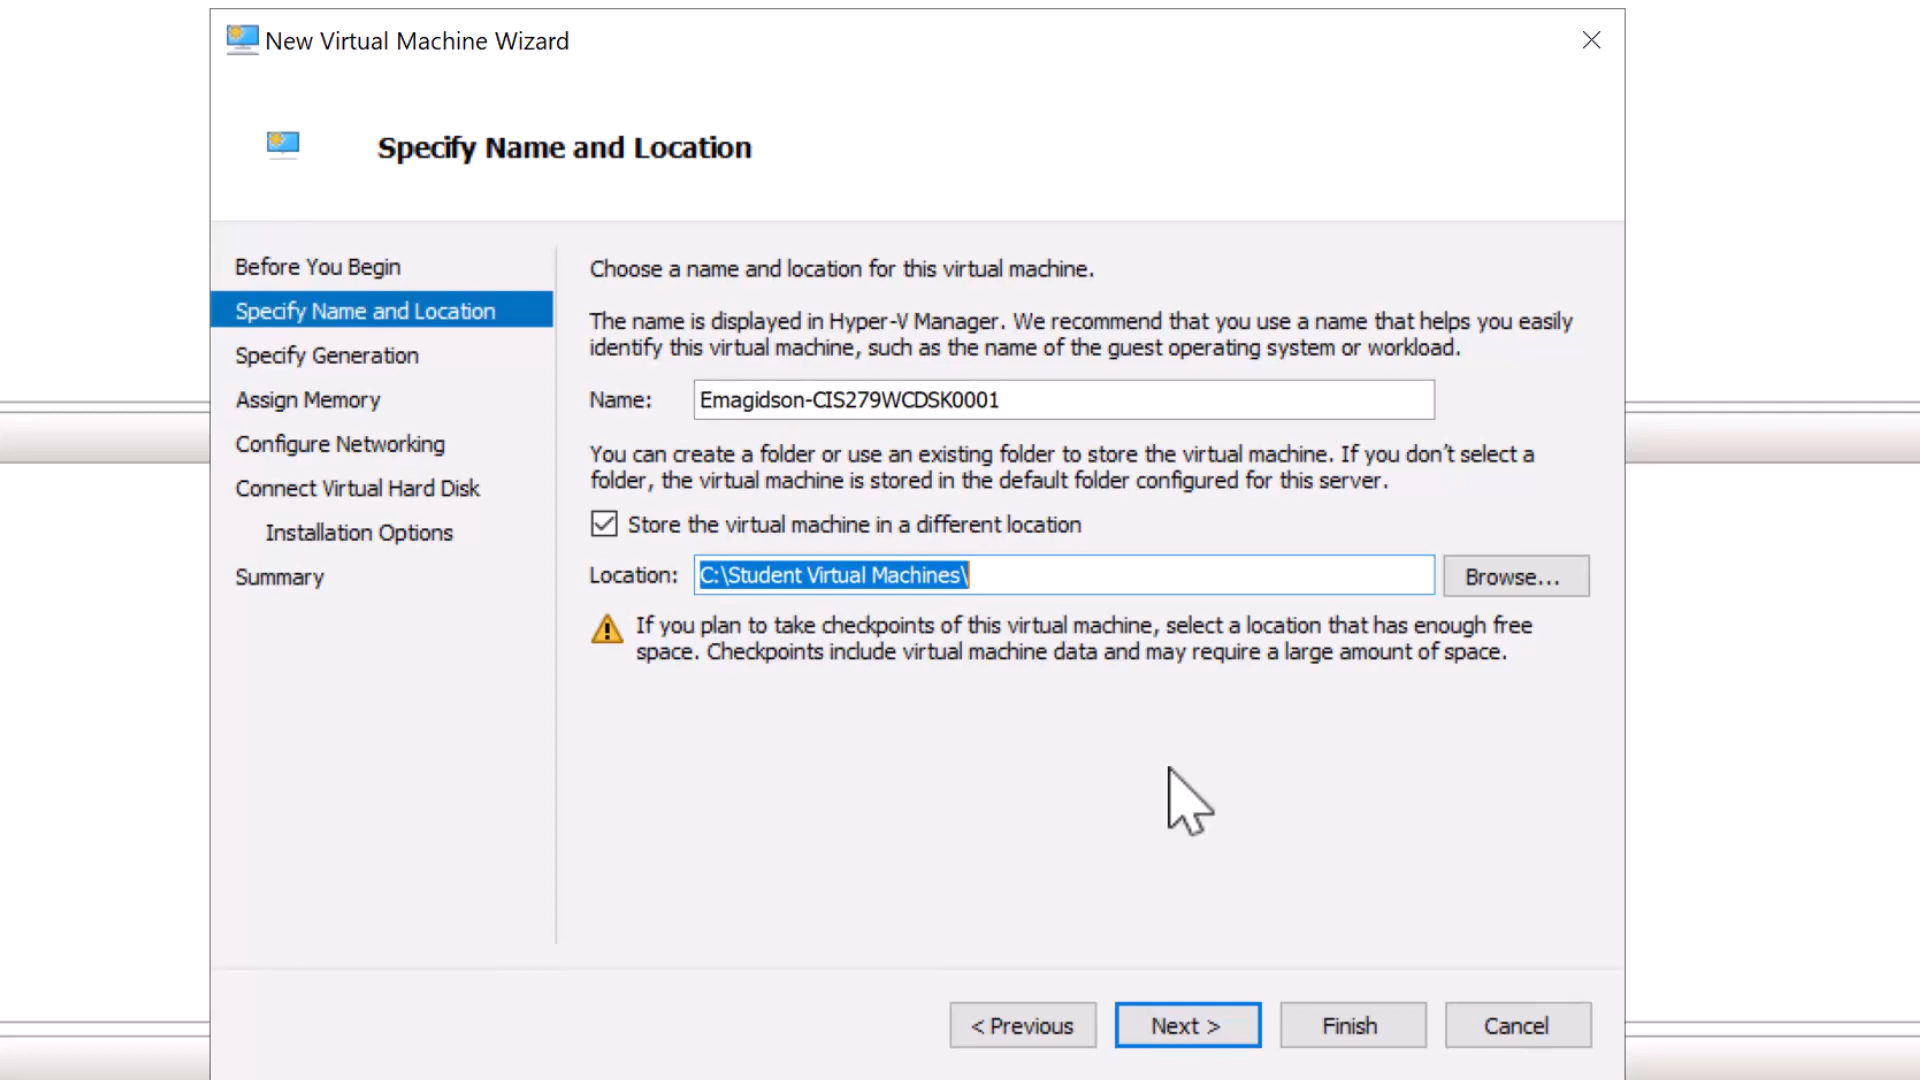 New Virtual Machine Wizard
Specify Name and Location
Before You Begin
Specify Name and Location
Specify Generation
Assign Memory
Configure Networking
Connect Virtual Hard Disk
Installation Options
Summary
Choose a name and location for this virtual machine.
The name is displayed in Hyper-V Manager. We recommend that you use a name that helps you easily
identify this virtual machine, such as the name of the guest operating system or workload.
Name: Emagidson-CIS279WCDSK0001
You can create a folder or use an existing folder to store the virtual machine. If you don't select a
folder, the virtual machine is stored in the default folder configured for this server.
Store the virtual machine in a different location
Location: C:\Student Virtual Machines\ Browse...
If you plan to take checkpoints of this virtual machine, select a location that has enough free
space. Checkpoints include virtual machine data and may require a large amount of space.
< Previous Next > Finish Cancel